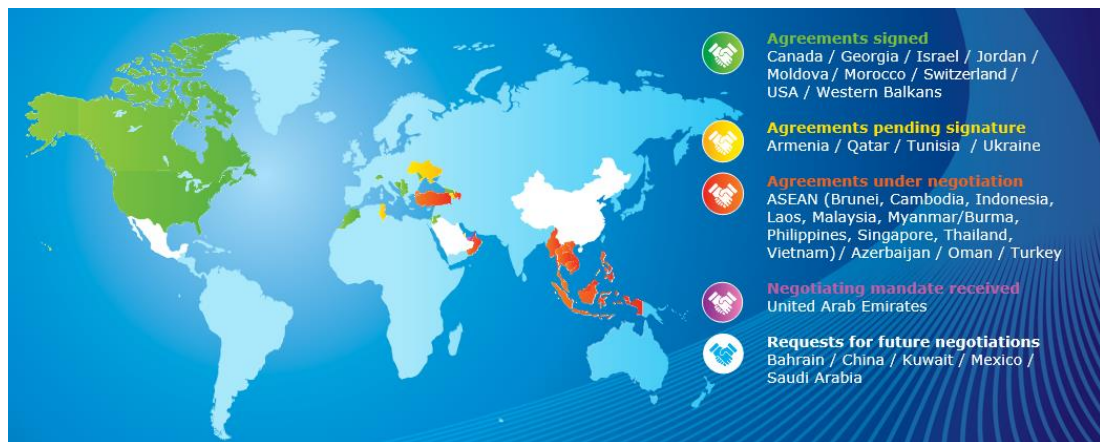 Agreements signed
Canada / Georgia / Israel / Jordan /
Moldova / Morocco / Switzerland /
USA / Western Balkans
Agreements pending signature
Armenia / Qatar / Tunisia / Ukraine
Agreements under negotiation
ASEAN (Brunei, Cambodia, Indonesia,
Laos, Malaysia, Myanmar/Burma,
Philippines, Singapore, Thailand,
Vietnam) / Azerbaijan / Oman / Turkey
Negotiating mandate received
United Arab Emirates
Requests for future negotiations
Bahrain / China / Kuwait / Mexico /
Saudi Arabia